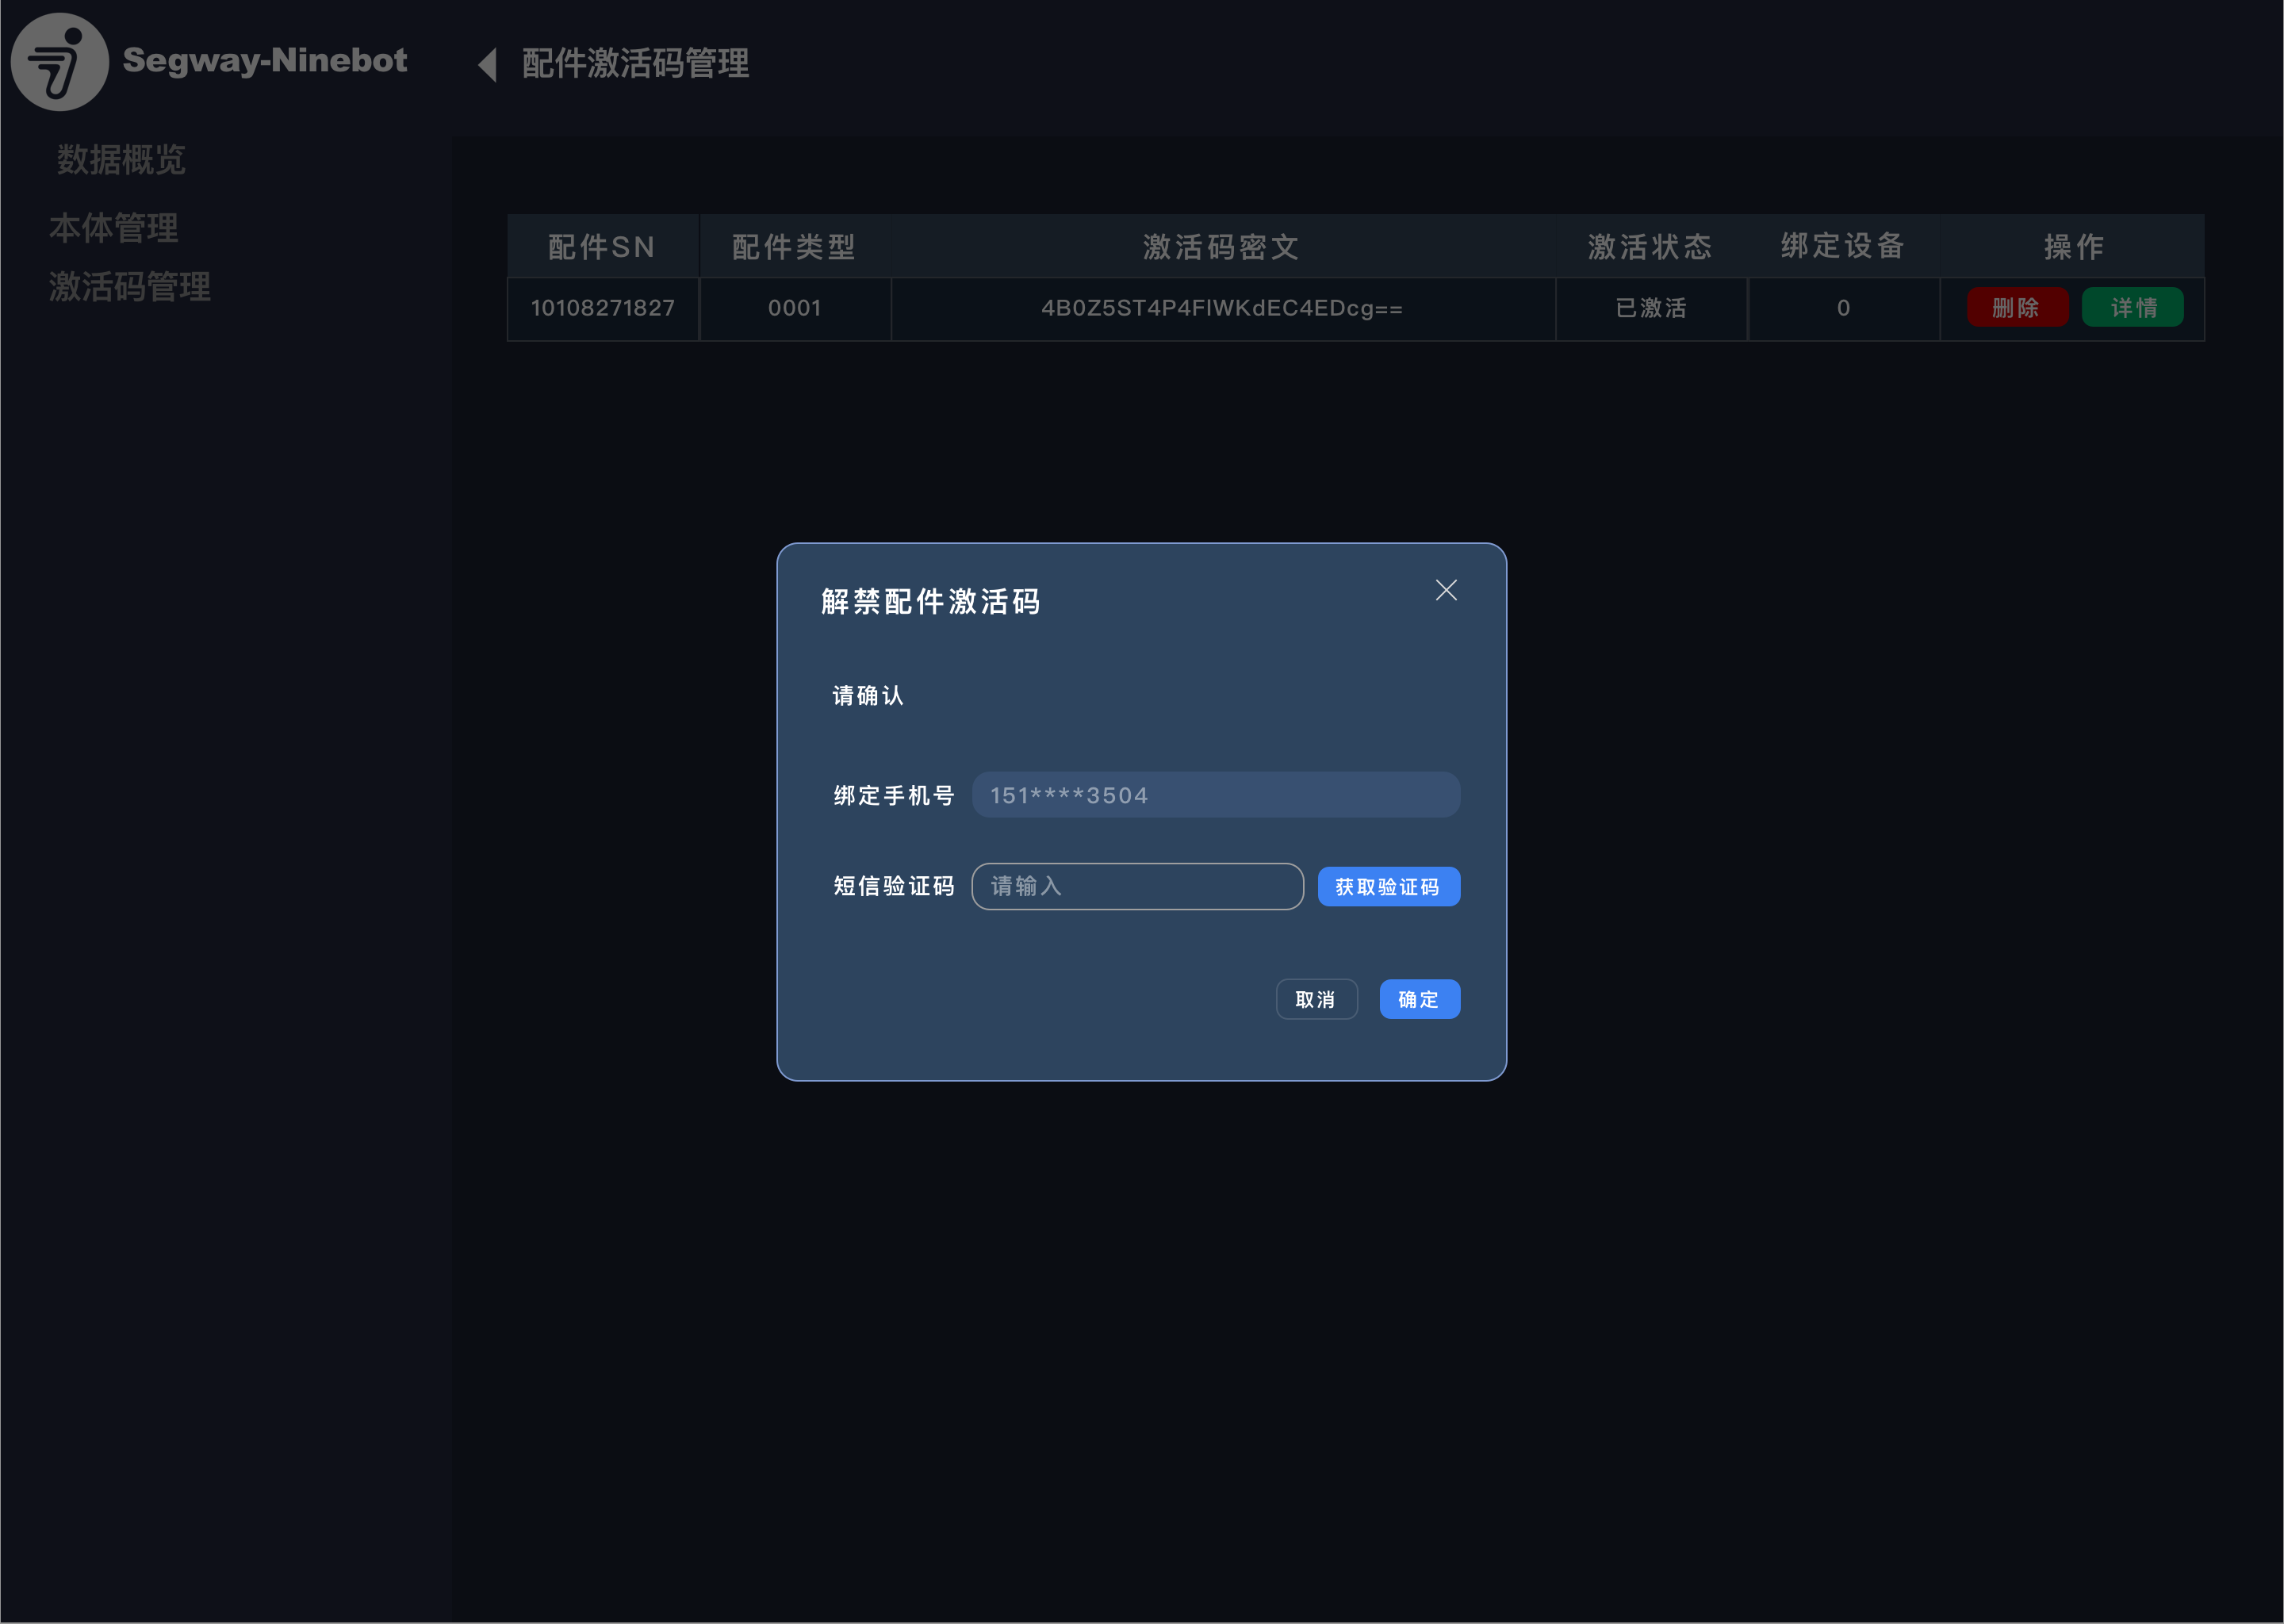 Segway-Ninebot
配件激活码管理
数据概览
本体管理
激活码管理
配件SN 配件类型 激活码密文 激活状态 绑定设备 操作
10108271827 0001 4B0Z5ST4P4FIWKdEC4EDcg== 已激活 0 删除 详情
解禁配件激活码
请确认
绑定手机号 151****3504
短信验证码 请输入 获取验证码
取消 确定